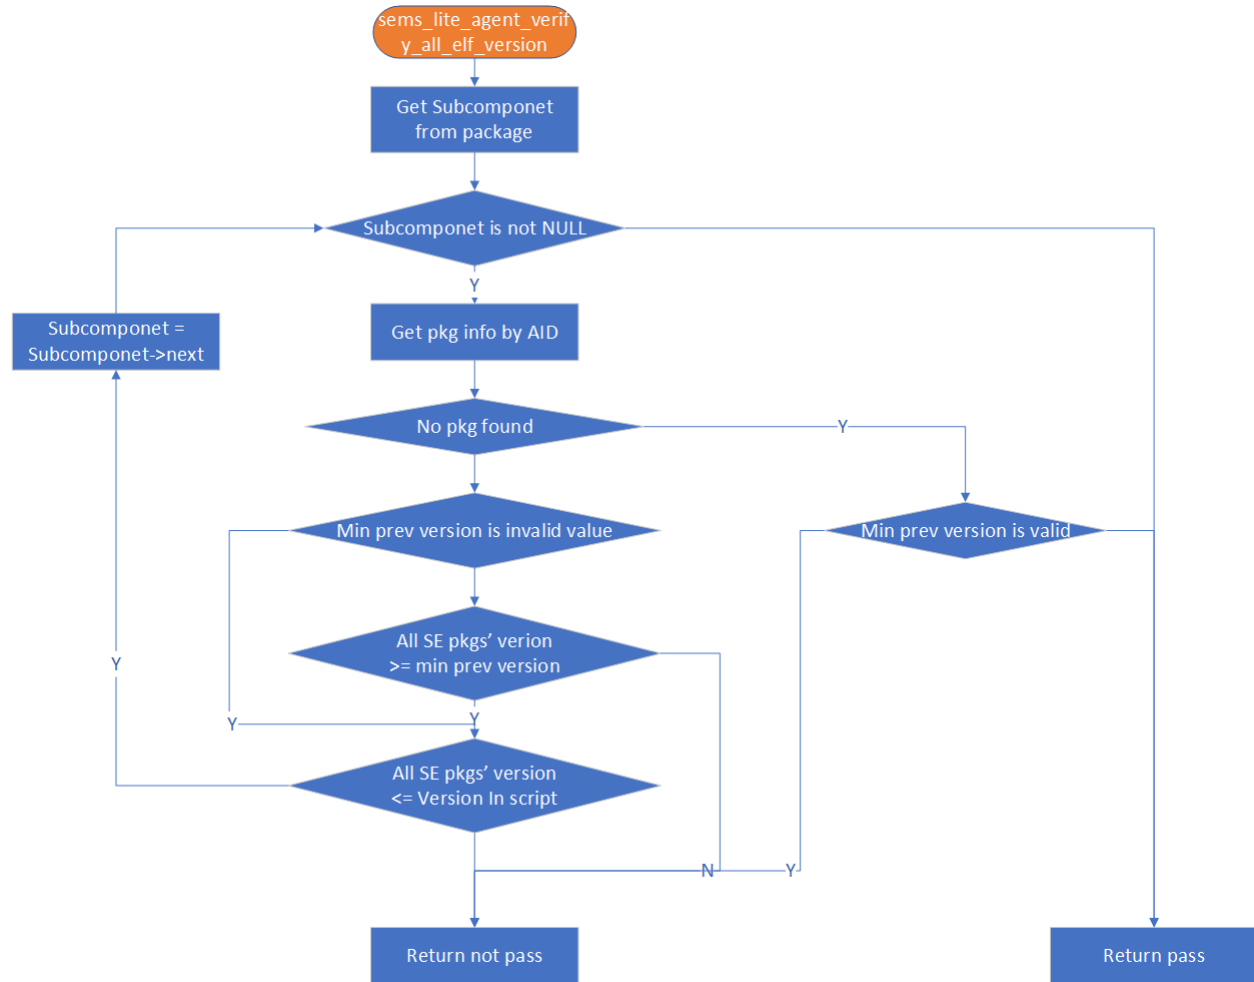 sems_lite_agent_verif
y_all_elf_version
Get Subcomponet
from package
Subcomponet is not NULL
Y
Subcomponet =
Subcomponet->next
Get pkg info by AID
No pkg found
Y
Min prev version is invalid value
Min prev version is valid
All SE pkgs’ verion
>= min prev version
Y
Y
Y
All SE pkgs’ version
<= Version In script
N
Y
Return not pass
Return pass